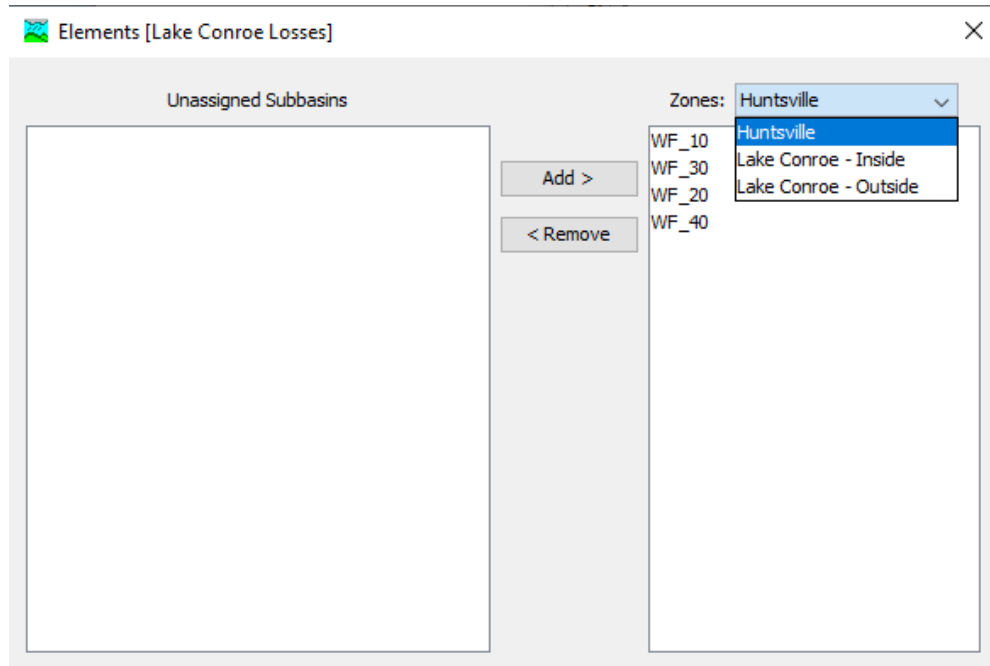 Elements [Lake Conroe Losses]
Unassigned Subbasins
Zones: Huntsville
Huntsville
Lake Conroe - Inside
Lake Conroe - Outside
Add >
< Remove
WF_10
WF_30
WF_20
WF_40